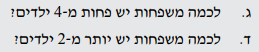 ג. לכמה משפחות יש פחות מ-4 ילדים?
ד. לכמה משפחות יש יותר מ-2 ילדים?